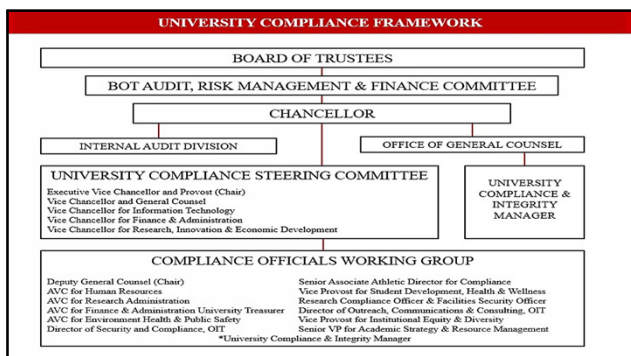 UNIVERSITY COMPLIANCE FRAMEWORK
BOARD OF TRUSTEES
BOT AUDIT, RISK MANAGEMENT & FINANCE COMMITTEE
CHANCELLOR
INTERNAL AUDIT DIVISION
OFFICE OF GENERAL COUNSEL
UNIVERSITY COMPLIANCE STEERING COMMITTEE
Executive Vice Chancellor and Provost (Chair)
Vice Chancellor and General Counsel
Vice Chancellor for Information Technology
Vice Chancellor for Finance & Administration
Vice Chancellor for Research, Innovation & Economic Development
UNIVERSITY
COMPLIANCE &
INTEGRITY
MANAGER
COMPLIANCE OFFICIALS WORKING GROUP
Deputy General Counsel (Chair)
AVC for Human Resources
AVC for Research Administration
AVC for Finance & Administration University Treasurer
AVC for Environment Health & Public Safety
Director of Security and Compliance, OIT
Senior Associate Athletic Director for Compliance
Vice Provost for Student Development, Health & Wellness
Research Compliance Officer & Facilities Security Officer
Director of Outreach, Communications & Consulting, OIT
Vice Provost for Institutional Equity & Diversity
Senior VP for Academic Strategy & Resource Management
*University Compliance & Integrity Manager